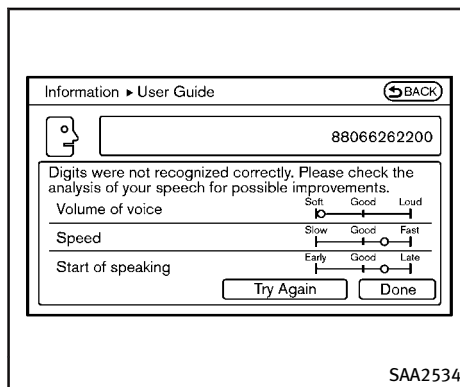 Information ▸ User Guide
BACK
88066262200
Digits were not recognized correctly. Please check the
analysis of your speech for possible improvements.
Volume of voice Soft Good Loud
Speed Slow Good Fast
Start of speaking Early Good Late
Try Again Done
SAA2534